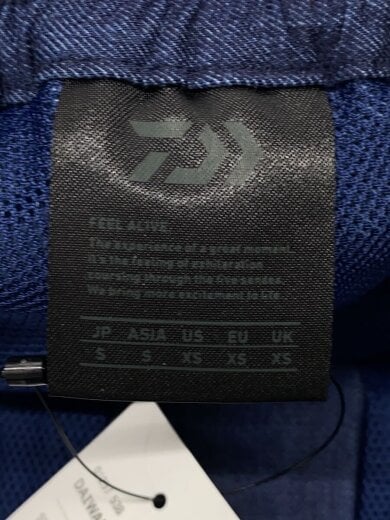 FEEL ALIVE.
The experience of a great moment...
it's the feeling of exhilaration
coursing through the five senses.
We bring more excitement to life.
JP ASIA US EU UK
S S XS XS XS
DAIWA